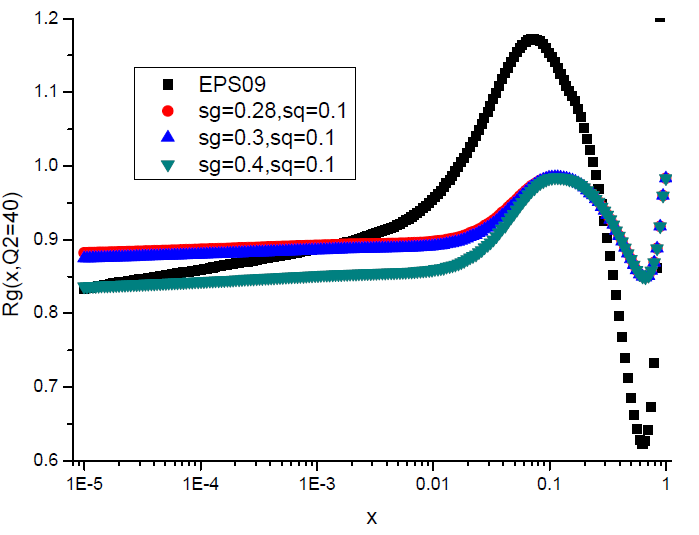 1.2
1.1
1.0
0.9
0.8
0.7
0.6
Rg(x,Q2=40)
EPS09
sg=0.28,sq=0.1
sg=0.3,sq=0.1
sg=0.4,sq=0.1
1E-5 1E-4 1E-3 0.01 0.1 1
x